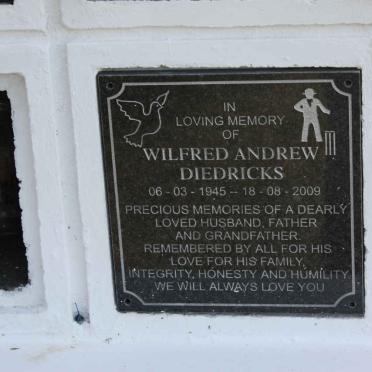 IN
LOVING MEMORY
OF
WILFRED ANDREW
DIEDRICKS
06 - 03 - 1945 -- 18 - 08 - 2009
PRECIOUS MEMORIES OF A DEARLY
LOVED HUSBAND, FATHER
AND GRANDFATHER.
REMEMBERED BY ALL FOR HIS
LOVE FOR HIS FAMILY,
INTEGRITY, HONESTY AND HUMILITY.
WE WILL ALWAYS LOVE YOU